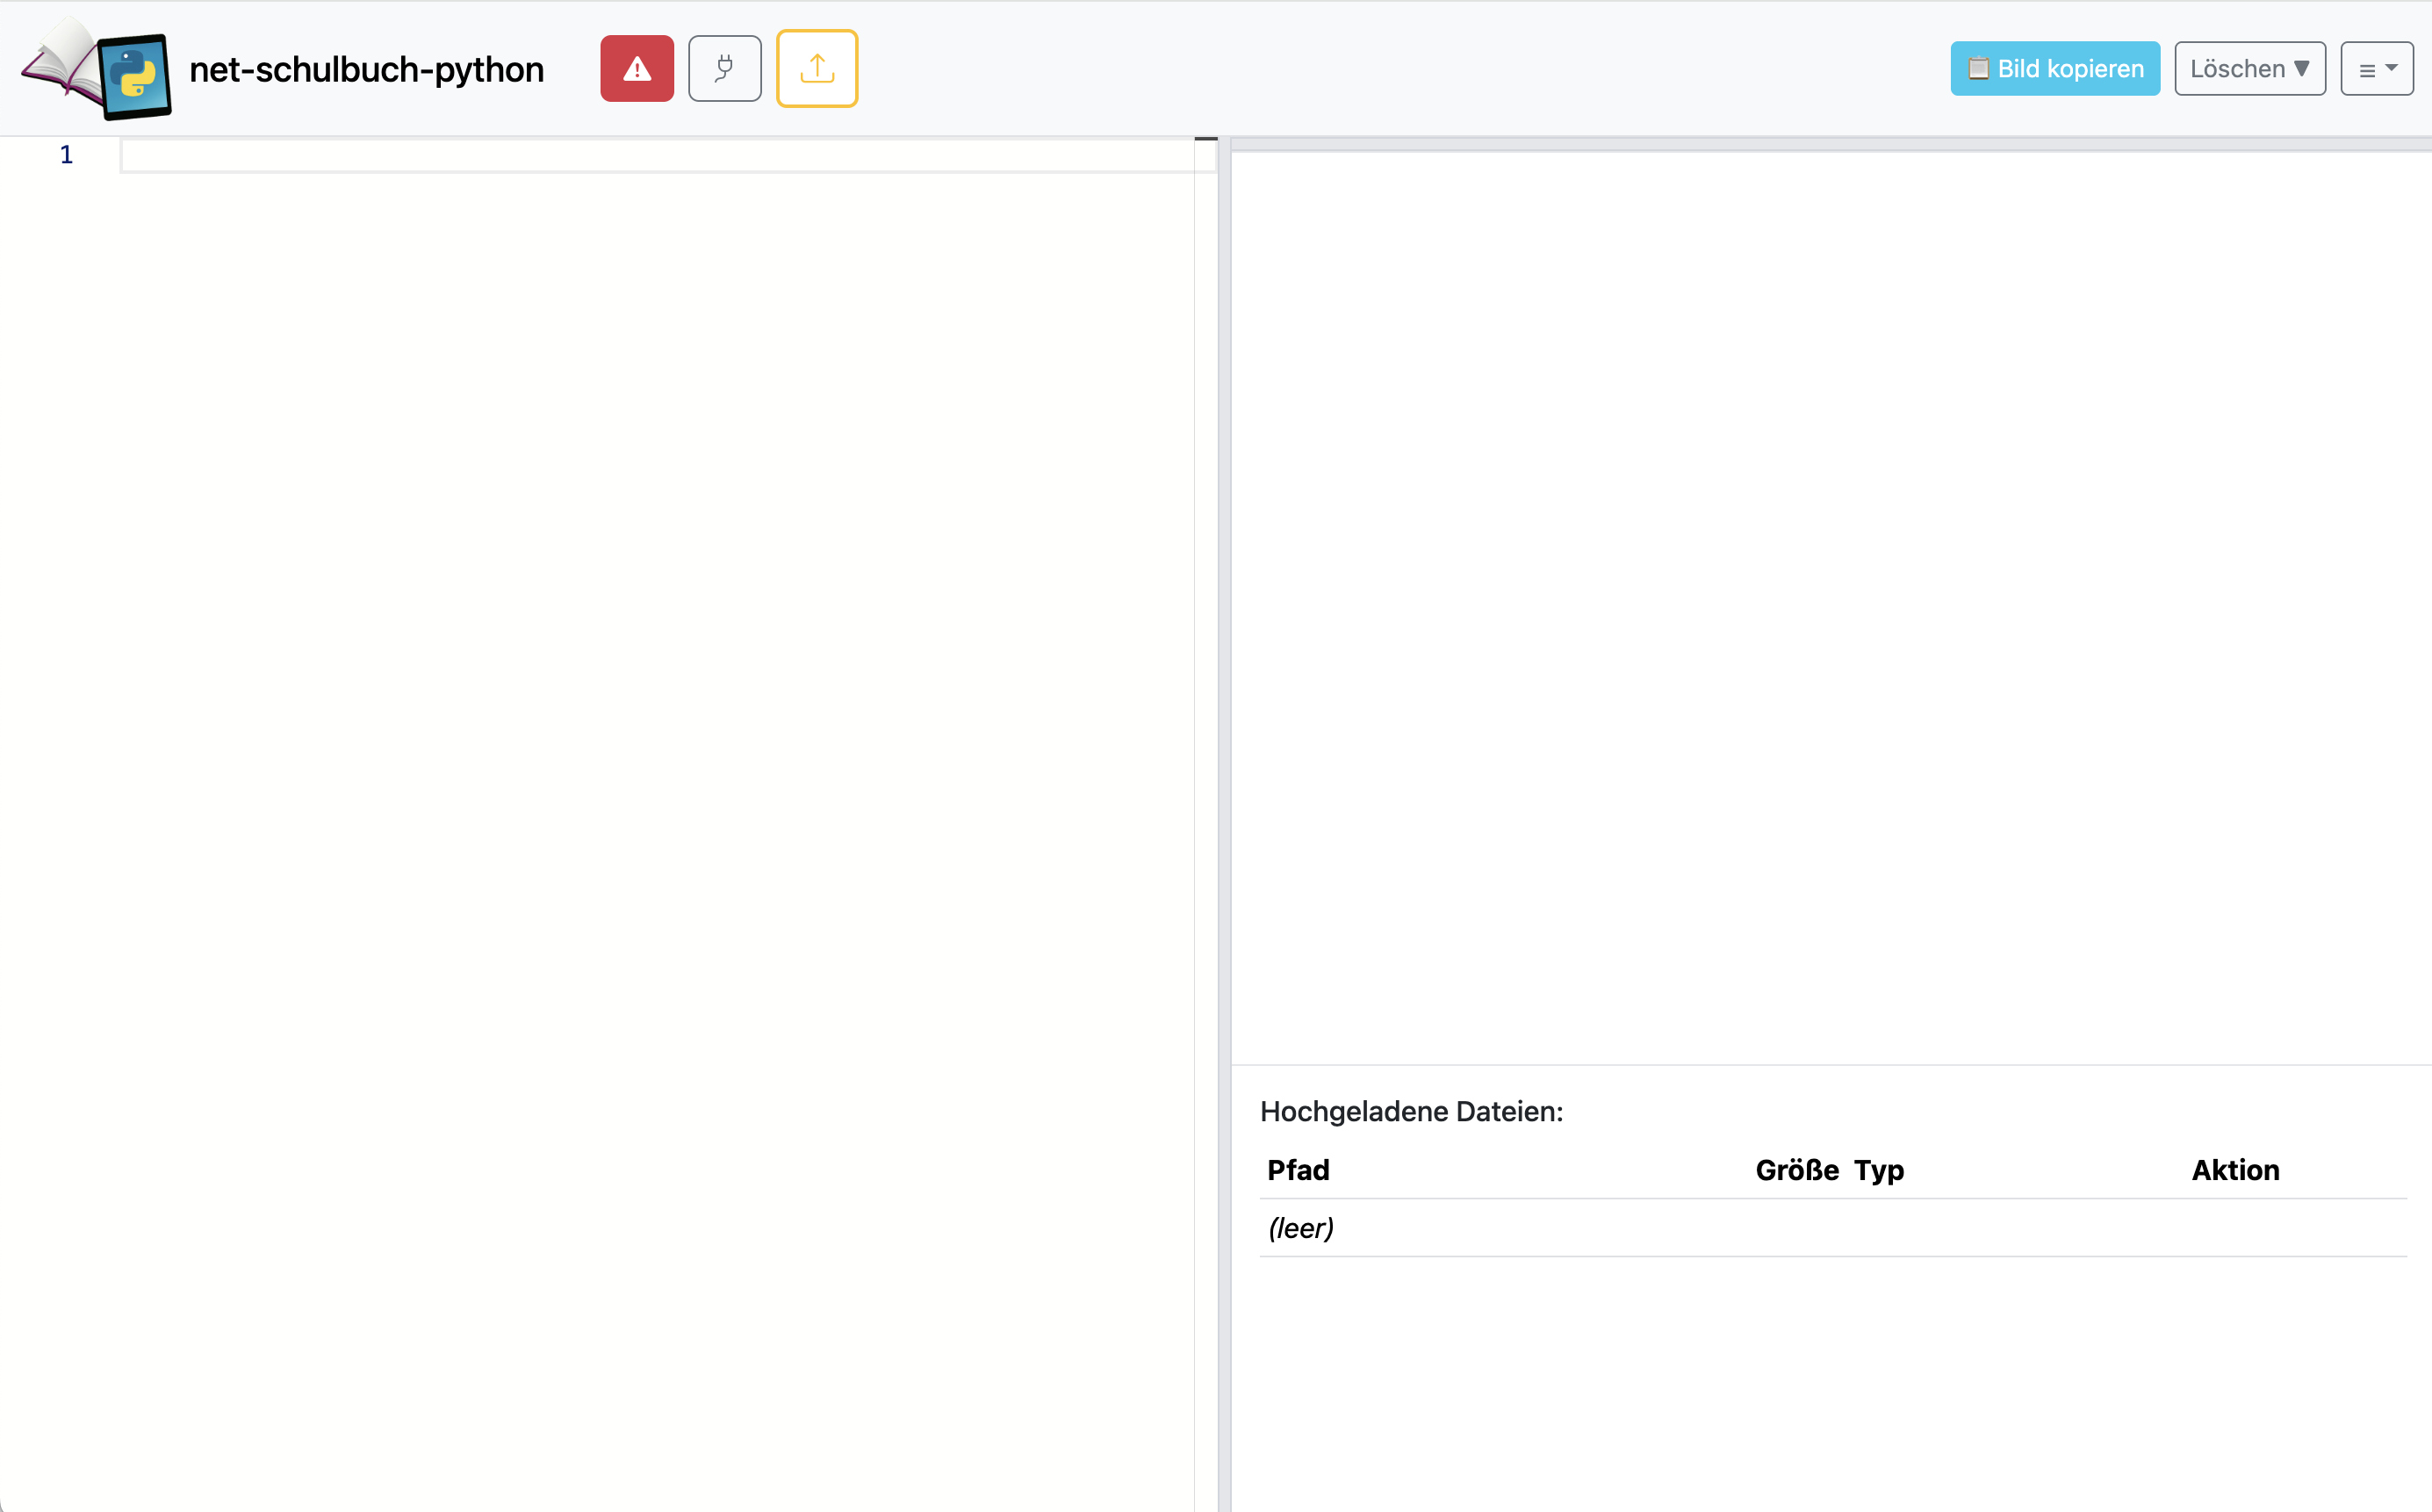 net-schulbuch-python
Bild kopieren
Löschen ▼
1
Hochgeladene Dateien:
Pfad Größe Typ Aktion
(leer)